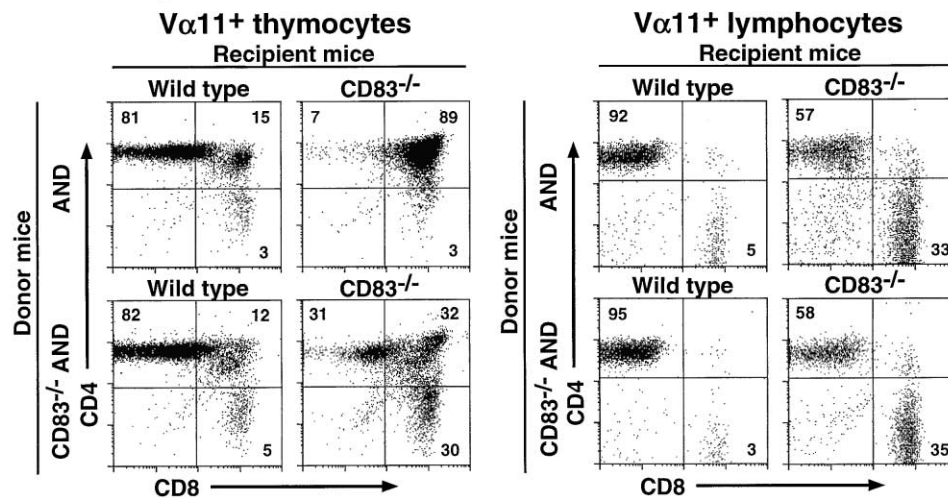 Vα11+ thymocytes
Recipient mice
Wild type CD83-/-
81 15 7 89
3 3
Wild type CD83-/-
82 12 31 32
5 30
Donor mice
AND
CD83-/- AND
CD4
CD8
Vα11+ lymphocytes
Recipient mice
Wild type CD83-/-
92 57
5 33
Wild type CD83-/-
95 58
3 35
Donor mice
AND
CD83-/- AND
CD4
CD8